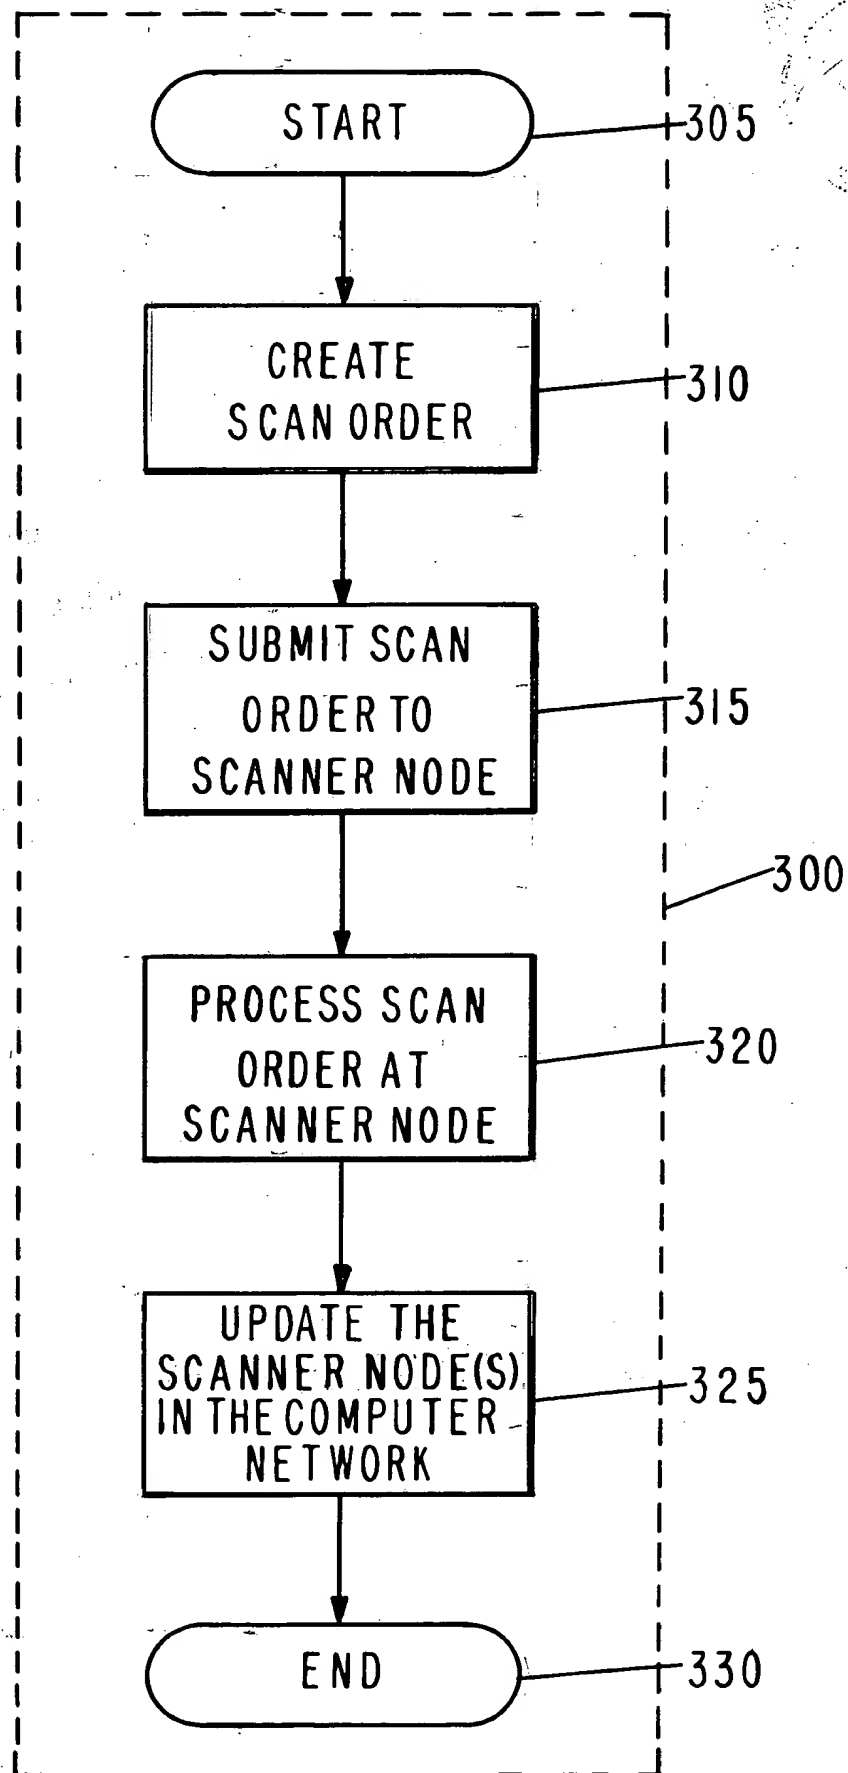 START
305
CREATE
SCAN ORDER
310
SUBMIT SCAN
ORDER TO
SCANNER NODE
315
300
PROCESS SCAN
ORDER AT
SCANNER NODE
320
UPDATE THE
SCANNER NODE(S)
IN THE COMPUTER
NETWORK
325
END
330